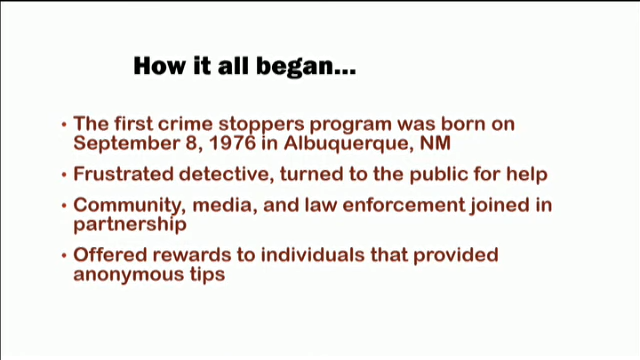 How it all began...
• The first crime stoppers program was born on
September 8, 1976 in Albuquerque, NM
• Frustrated detective, turned to the public for help
• Community, media, and law enforcement joined in
partnership
• Offered rewards to individuals that provided
anonymous tips